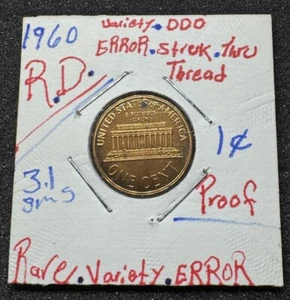 1960
Variety. DDO
ERROR. Struk. Thru
Thread
R.D.
UNITED STATES OF AMERICA
ONE CENT
1¢
3.1
gms
Proof
Rare. Variety. ERROR